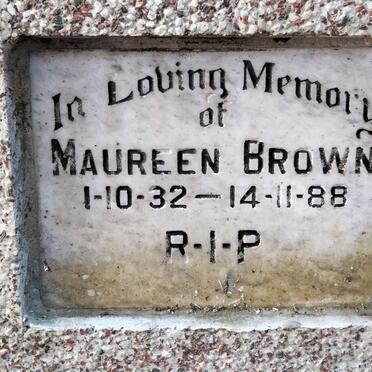 In Loving Memory
of
MAUREEN BROWN
1-10-32 — 14-11-88
R-I-P